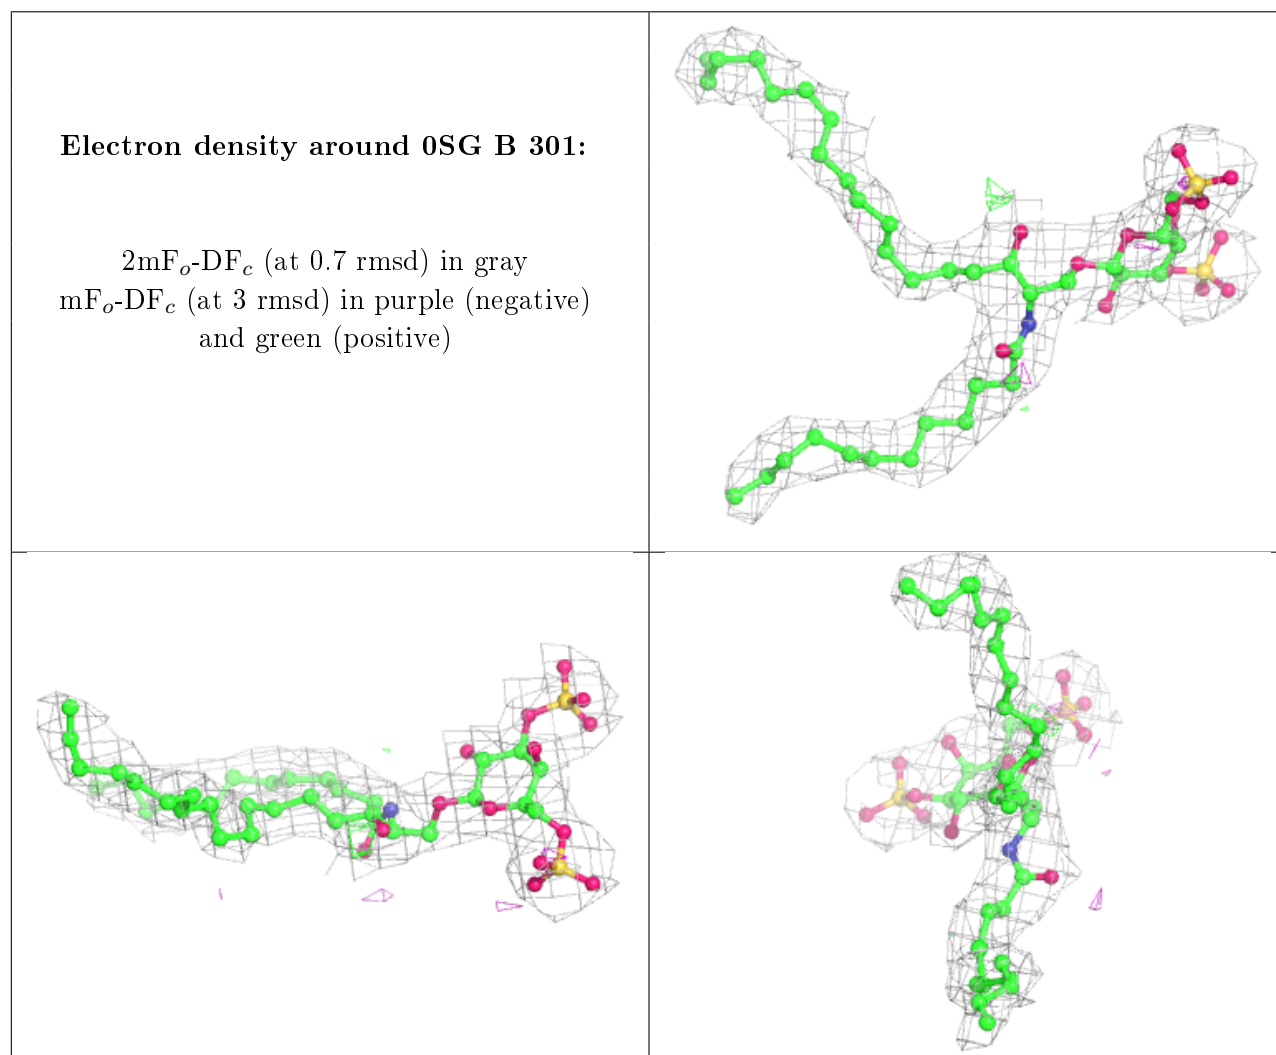 Electron density around 0SG B 301:
2mFo-DFc (at 0.7 rmsd) in gray
mFo-DFc (at 3 rmsd) in purple (negative)
and green (positive)